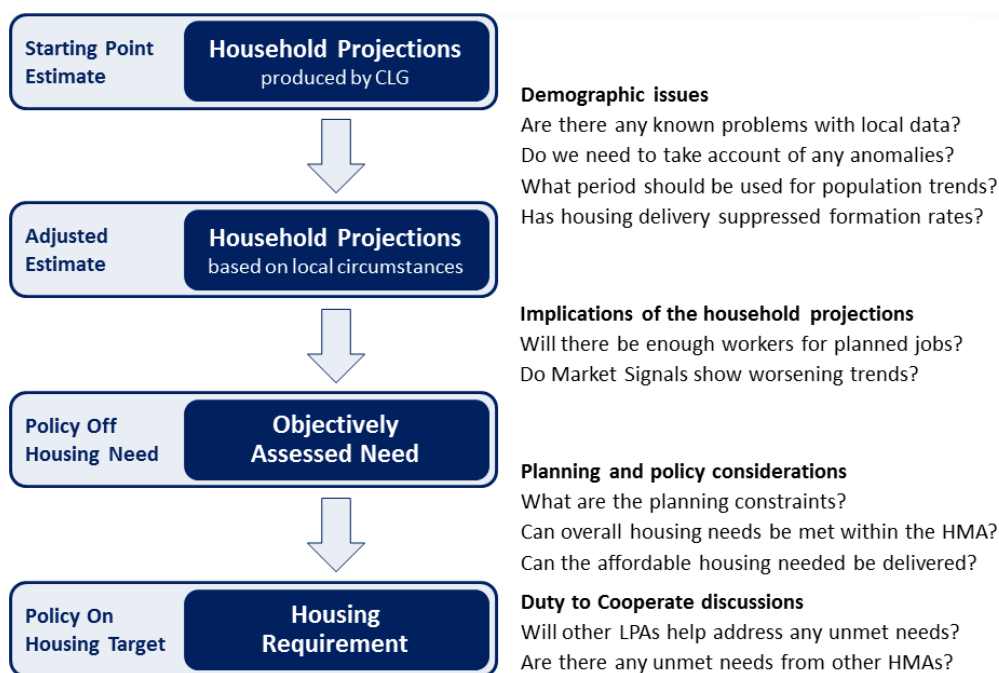 Starting Point
Estimate
Household Projections
produced by CLG
Demographic issues
Are there any known problems with local data?
Do we need to take account of any anomalies?
What period should be used for population trends?
Has housing delivery suppressed formation rates?
Adjusted
Estimate
Household Projections
based on local circumstances
Implications of the household projections
Will there be enough workers for planned jobs?
Do Market Signals show worsening trends?
Policy Off
Housing Need
Objectively
Assessed Need
Planning and policy considerations
What are the planning constraints?
Can overall housing needs be met within the HMA?
Can the affordable housing needed be delivered?
Policy On
Housing Target
Housing
Requirement
Duty to Cooperate discussions
Will other LPAs help address any unmet needs?
Are there any unmet needs from other HMAs?